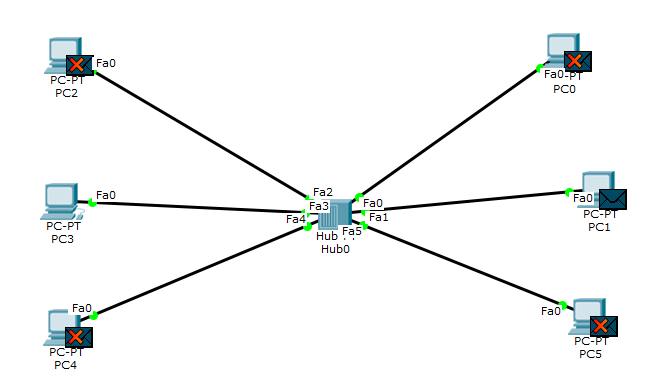 Fa0
PC-PT
PC2
Fa0
-PT
PC0
Fa0
PC-PT
PC3
Fa2
Fa3
Fa4
Fa0
Fa1
Fa5
Hub
Hub0
Fa0
PC-PT
PC1
Fa0
PC-PT
PC4
Fa0
PC-PT
PC5